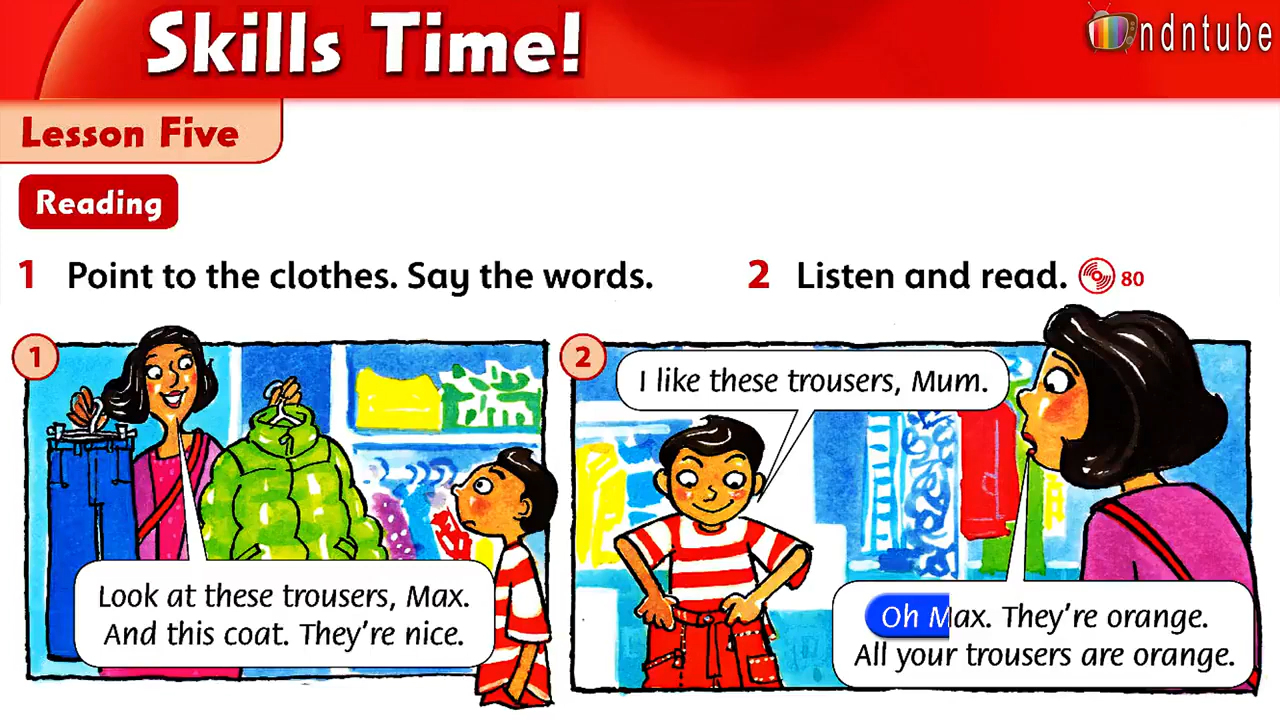 Skills Time!
ndntube
Lesson Five
Reading
1 Point to the clothes. Say the words.
2 Listen and read. 80
1
Look at these trousers, Max.
And this coat. They're nice.
2
I like these trousers, Mum.
Oh Max. They're orange.
All your trousers are orange.